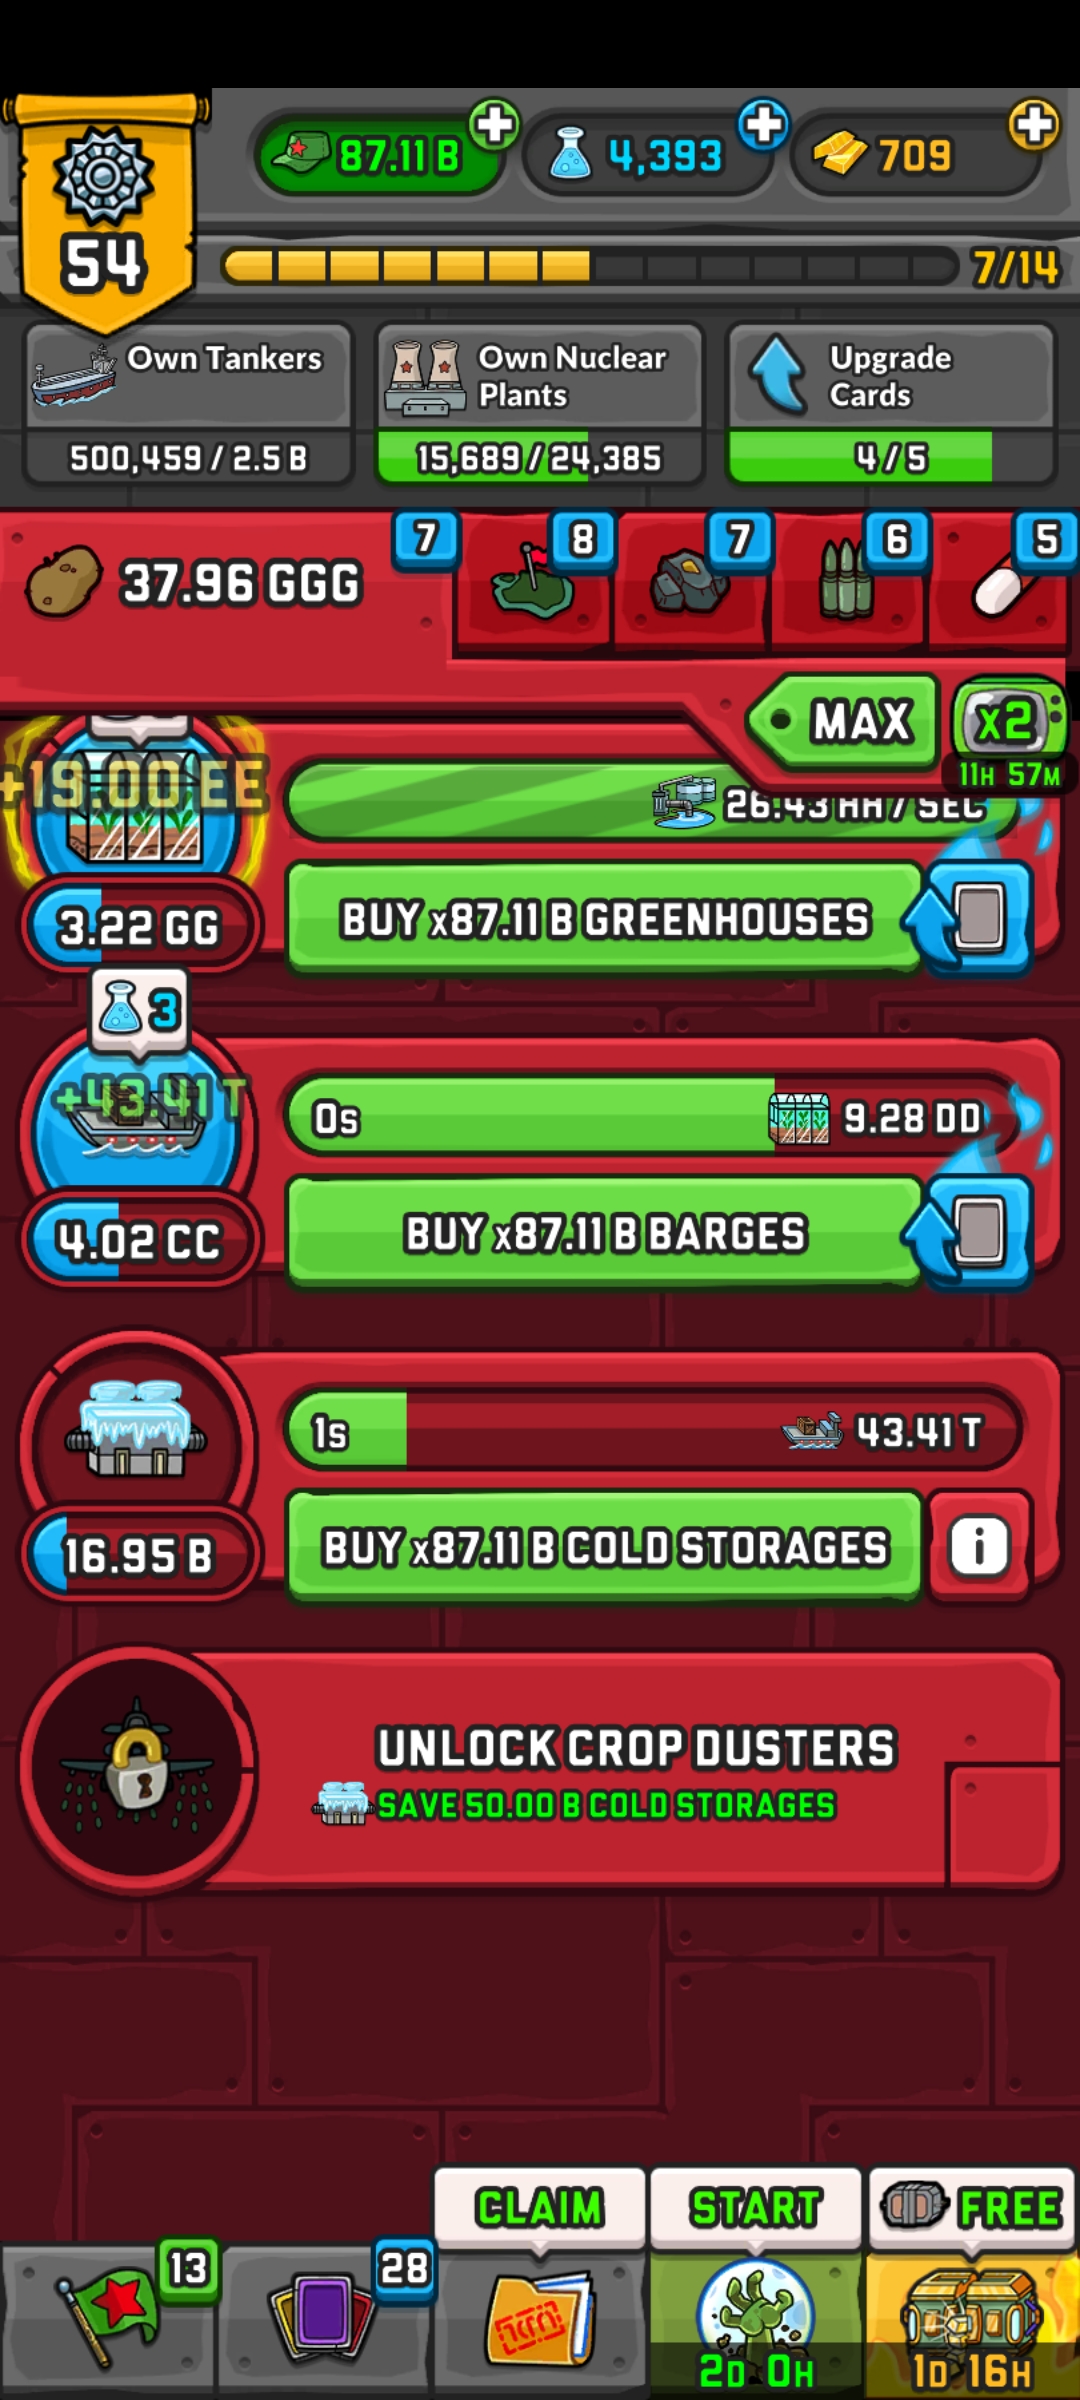 87.11 B
4,393
709
54
7/14
Own Tankers
500,459 / 2.5 B
Own Nuclear
Plants
15,689 / 24,385
Upgrade
Cards
4 / 5
37.96 GGG
7
8
7
6
5
MAX
x2
11H 57M
+19.00 EE
26.43 HH / SEC
3.22 GG
BUY x87.11 B GREENHOUSES
3
+43.41 T
0s
9.28 DD
4.02 CC
BUY x87.11 B BARGES
1s
43.41 T
16.95 B
BUY x87.11 B COLD STORAGES
i
UNLOCK CROP DUSTERS
SAVE 50.00 B COLD STORAGES
CLAIM
START
FREE
13
28
2D 0H
1D 16H